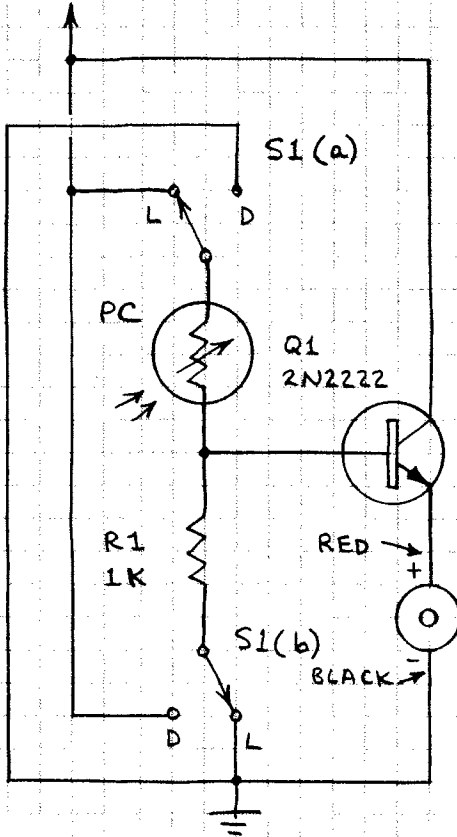 S1(a)
L
D
PC
Q1
2N2222
R1
1K
RED
+
S1(b)
-
BLACK
D
L